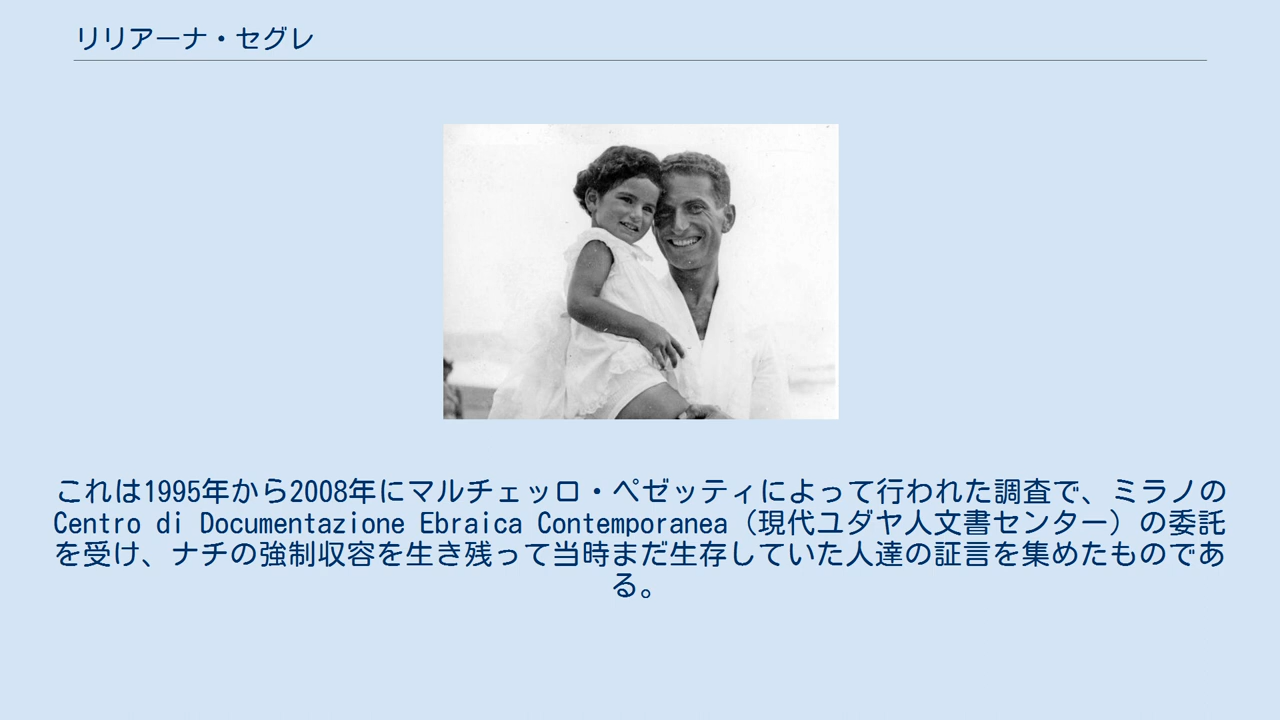 リリアーナ・セグレ
これは1995年から2008年にマルチェッロ・ペゼッティによって行われた調査で、ミラノの
Centro di Documentazione Ebraica Contemporanea（現代ユダヤ人文書センター）の委託
を受け、ナチの強制収容を生き残って当時まだ生存していた人達の証言を集めたものであ
る。